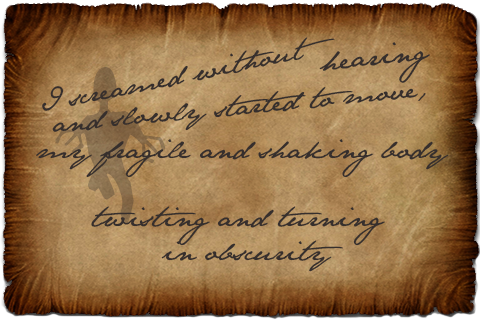 I screamed without hearing
and slowly started to move,
my fragile and shaking body
twisting and turning
in obscurity